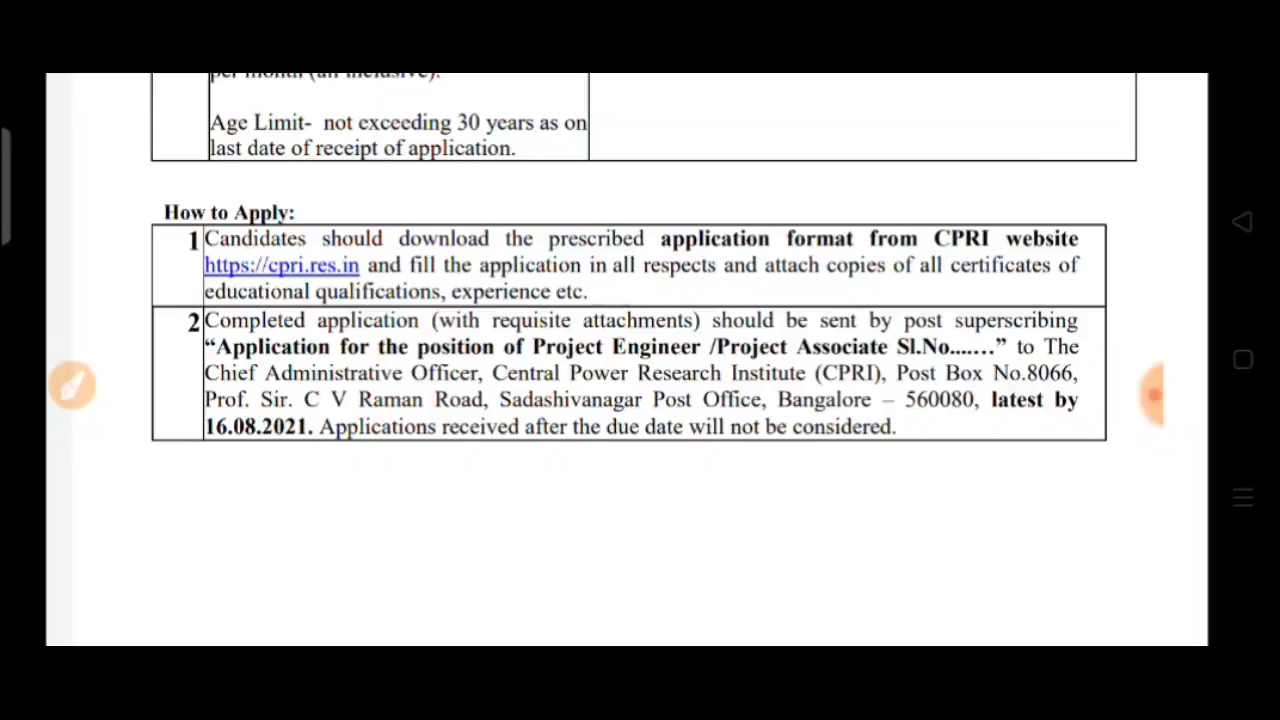 per month (all inclusive).
Age Limit- not exceeding 30 years as on
last date of receipt of application.
How to Apply:
1 Candidates should download the prescribed application format from CPRI website
https://cpri.res.in and fill the application in all respects and attach copies of all certificates of
educational qualifications, experience etc.
2 Completed application (with requisite attachments) should be sent by post superscribing
“Application for the position of Project Engineer /Project Associate Sl.No.......” to The
Chief Administrative Officer, Central Power Research Institute (CPRI), Post Box No.8066,
Prof. Sir. C V Raman Road, Sadashivanagar Post Office, Bangalore – 560080, latest by
16.08.2021. Applications received after the due date will not be considered.